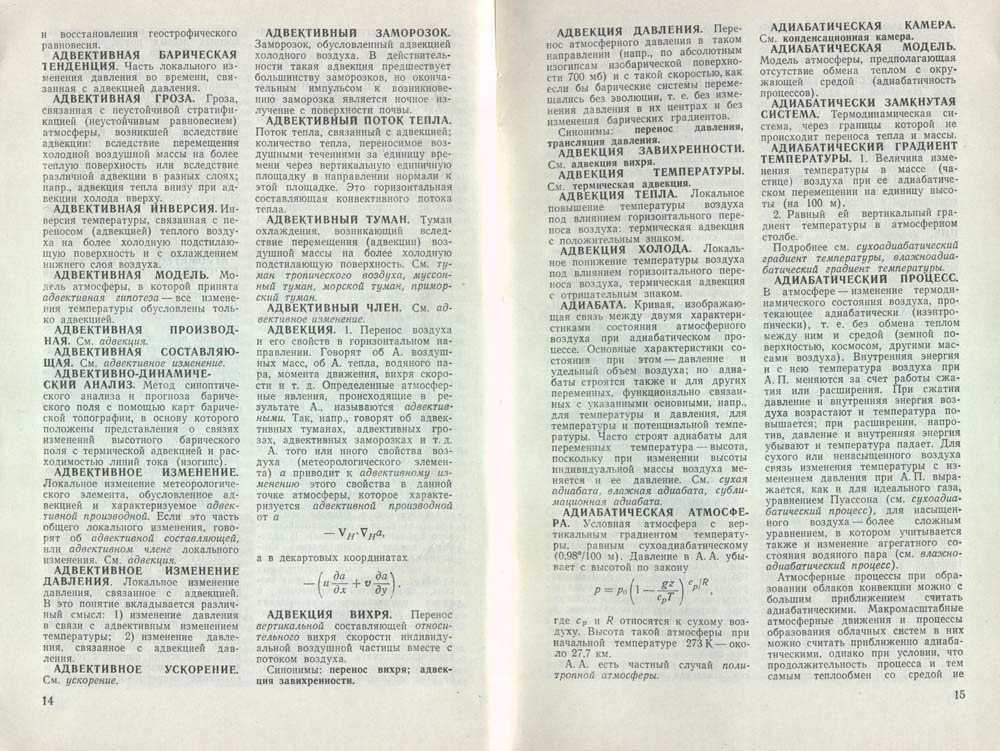 и восстановления геострофического
равновесия.
АДВЕКТИВНАЯ БАРИЧЕСКАЯ
ТЕНДЕНЦИЯ. Часть локального из-
менения давления во времени, свя-
занная с адвекцией давления.
АДВЕКТИВНАЯ ГРОЗА. Гроза,
связанная с неустойчивой стратифи-
кацией (неустойчивым равновесием)
атмосферы, возникшей вследствие
адвекции: вследствие перемещения
холодной воздушной массы на более
теплую поверхность или вследствие
различной адвекции в разных слоях;
напр., адвекция тепла внизу при ад-
векции холода вверху.
АДВЕКТИВНАЯ ИНВЕРСИЯ. Ин-
версия температуры, связанная с пе-
реносом (адвекцией) теплого возду-
ха на более холодную подстилаю-
щую поверхность и с охлаждением
нижнего слоя воздуха.
АДВЕКТИВНАЯ МОДЕЛЬ. Мо-
дель атмосферы, в которой принята
адвективная гипотеза — все измене-
ния температуры обусловлены толь-
ко адвекцией.
АДВЕКТИВНАЯ ПРОИЗВОД-
НАЯ. См. адвекция.
АДВЕКТИВНАЯ СОСТАВЛЯЮ-
ЩАЯ. См. адвективное изменение.
АДВЕКТИВНО-ДИНАМИЧЕ-
СКИЙ АНАЛИЗ. Метод синоптиче-
ского анализа и прогноза бариче-
ского поля с помощью карт бариче-
ской топографии, в основу которого
положены представления о связях
изменений высотного барического
поля с термической адвекцией и рас-
ходимостью линий тока (изогипс).
АДВЕКТИВНОЕ ИЗМЕНЕНИЕ.
Локальное изменение метеорологиче-
ского элемента, обусловленное ад-
векцией и характеризуемое адвек-
тивной производной. Если это часть
общего локального изменения, гово-
рят об адвективной составляющей,
или адвективном члене локального
изменения. См. адвекция.
АДВЕКТИВНОЕ ИЗМЕНЕНИЕ
ДАВЛЕНИЯ. Локальное изменение
давления, связанное с адвекцией.
В это понятие вкладывается различ-
ный смысл: 1) изменение давления
в связи с адвективным изменением
температуры; 2) изменение давле-
ния, связанное с адвекцией дав-
ления.
АДВЕКТИВНОЕ УСКОРЕНИЕ.
См. ускорение.
14
АДВЕКТИВНЫЙ ЗАМОРОЗОК.
Заморозок, обусловленный адвекцией
холодного воздуха. В действитель-
ности такая адвекция предшествует
большинству заморозков, но оконча-
тельным импульсом к возникнове-
нию заморозка является ночное из-
лучение с поверхности почвы.
АДВЕКТИВНЫЙ ПОТОК ТЕПЛА.
Поток тепла, связанный с адвекцией;
количество тепла, переносимое воз-
душными течениями за единицу вре-
мени через вертикальную единичную
площадку в направлении нормали к
этой площадке. Это горизонтальная
составляющая конвективного потока
тепла.
АДВЕКТИВНЫЙ ТУМАН. Туман
охлаждения, возникающий вслед-
ствие перемещения (адвекции) воз-
душной массы на более холодную
подстилающую поверхность. См. ту-
ман тропического воздуха, муссон-
ный туман, морской туман, примор-
ский туман.
АДВЕКТИВНЫЙ ЧЛЕН. См. ад-
вективное изменение.
АДВЕКЦИЯ. 1. Перенос воздуха
и его свойств в горизонтальном на-
правлении. Говорят об А. воздуш-
ных масс, об А. тепла, водяного па-
ра, момента движения, вихря скоро-
сти и т. д. Определенные атмосфер-
ные явления, происходящие в ре-
зультате А., называются адвектив-
ными. Так, напр., говорят об адвек-
тивных туманах, адвективных гро-
зах, адвективных заморозках и т. д.
А. того или иного свойства воз-
духа (метеорологического элемен-
та) a приводит к адвективному из-
менению этого свойства в данной
точке атмосферы, которое характе-
ризуется адвективной производной
от a
— V_H · ∇_H a,
а в декартовых координатах
— (u ∂a/∂x + v ∂a/∂y).
АДВЕКЦИЯ ВИХРЯ. Перенос
вертикальной составляющей относи-
тельного вихря скорости индивиду-
альной воздушной частицы вместе с
потоком воздуха.
Синонимы: перенос вихря; адвек-
ция завихренности.
АДВЕКЦИЯ ДАВЛЕНИЯ. Пере-
нос атмосферного давления в таком
направлении (напр., по абсолютным
изогипсам изобарической поверхно-
сти 700 мб) и с такой скоростью, как
если бы барические системы переме-
щались без эволюции, т. е. без изме-
нения давления в их центрах и без
изменения барических градиентов.
Синонимы: перенос давления,
трансляция давления.
АДВЕКЦИЯ ЗАВИХРЕННОСТИ.
См. адвекция вихря.
АДВЕКЦИЯ ТЕМПЕРАТУРЫ.
См. термическая адвекция.
АДВЕКЦИЯ ТЕПЛА. Локальное
повышение температуры воздуха
под влиянием горизонтального пере-
носа воздуха: термическая адвекция
с положительным знаком.
АДВЕКЦИЯ ХОЛОДА. Локаль-
ное понижение температуры воздуха
под влиянием горизонтального пере-
носа воздуха, термическая адвекция
с отрицательным знаком.
АДИАБАТА. Кривая, изображаю-
щая связь между двумя характери-
стиками состояния атмосферного
воздуха при адиабатическом про-
цессе. Основные характеристики со-
стояния при этом — давление и
удельный объем воздуха; но адиа-
баты строятся также и для других
переменных, функционально связан-
ных с указанными основными, напр.,
для температуры и давления, для
температуры и потенциальной темпе-
ратуры. Часто строят адиабаты для
переменных температура — высота,
поскольку при изменении высоты
индивидуальной массы воздуха ме-
няется и ее давление. См. сухая
адиабата, влажная адиабата, субли-
мационная адиабата.
АДИАБАТИЧЕСКАЯ АТМОСФЕ-
РА. Условная атмосфера с вер-
тикальным градиентом температу-
ры, равным сухоадиабатическому
(0,98°/100 м). Давление в А. А. убы-
вает с высотой по закону
p = p₀ (1 — gz/(c_p T))^(c_p/R),
где c_p и R относятся к сухому воз-
духу. Высота такой атмосферы при
начальной температуре 273 К — око-
ло 27,7 км.
А. А. есть частный случай поли-
тропной атмосферы.
АДИАБАТИЧЕСКАЯ КАМЕРА.
См. конденсационная камера.
АДИАБАТИЧЕСКАЯ МОДЕЛЬ.
Модель атмосферы, предполагающая
отсутствие обмена теплом с окру-
жающей средой (адиабатичность
процессов).
АДИАБАТИЧЕСКИ ЗАМКНУТАЯ
СИСТЕМА. Термодинамическая си-
стема, через границы которой не
происходит переноса тепла и массы.
АДИАБАТИЧЕСКИЙ ГРАДИЕНТ
ТЕМПЕРАТУРЫ. 1. Величина изме-
нения температуры в массе (ча-
стице) воздуха при ее адиабатиче-
ском перемещении на единицу высо-
ты (на 100 м).
2. Равный ей вертикальный гра-
диент температуры в атмосферном
столбе.
Подробнее см. сухоадиабатический
градиент температуры, влажноадиа-
батический градиент температуры.
АДИАБАТИЧЕСКИЙ ПРОЦЕСС.
В атмосфере — изменение термоди-
намического состояния воздуха, про-
текающее адиабатически (изэнтро-
пически), т. е. без обмена теплом
между ним и средой (земной по-
верхностью, космосом, другими мас-
сами воздуха). Внутренняя энергия
и с нею температура воздуха при
А. П. меняются за счет работы сжа-
тия или расширения. При сжатии
давление и внутренняя энергия воз-
духа возрастают и температура по-
вышается; при расширении, напро-
тив, давление и внутренняя энергия
убывают и температура падает. Для
сухого или ненасыщенного воздуха
связь изменения температуры с из-
менением давления при А. П. выра-
жается, как и для идеального газа,
уравнением Пуассона (см. сухоадиа-
батический процесс), для насыщен-
ного воздуха — более сложным
уравнением, в котором учитывается
также и изменение агрегатного со-
стояния водяного пара (см. влажно-
адиабатический процесс).
Атмосферные процессы при обра-
зовании облаков конвекции можно с
большим приближением считать
адиабатическими. Макромасштабные
атмосферные движения и процессы
образования облачных систем в них
можно считать приближенно адиаба-
тическими, однако при условии, что
продолжительность процесса и тем
самым теплообмен со средой не
15